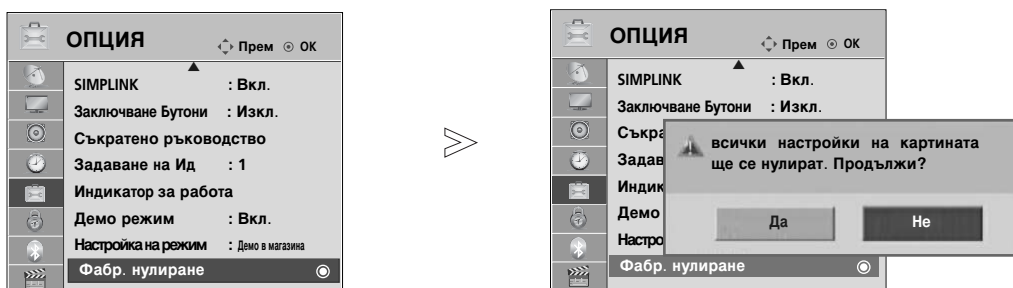 ОПЦИЯ
Прем OK
SIMPLINK : Вкл.
Заключване Бутони : Изкл.
Съкратено ръководство
Задаване на Ид : 1
Индикатор за работа
Демо режим : Вкл.
Настройка на режим : Демо в магазина
Фабр. нулиране
ОПЦИЯ
Прем OK
SIMPLINK : Вкл.
Заключване Бутони : Изкл.
Съкра
Задав
Индик
Демо
Настро
Фабр. нулиране
всички настройки на картината
ще се нулират. Продължи?
Да Не